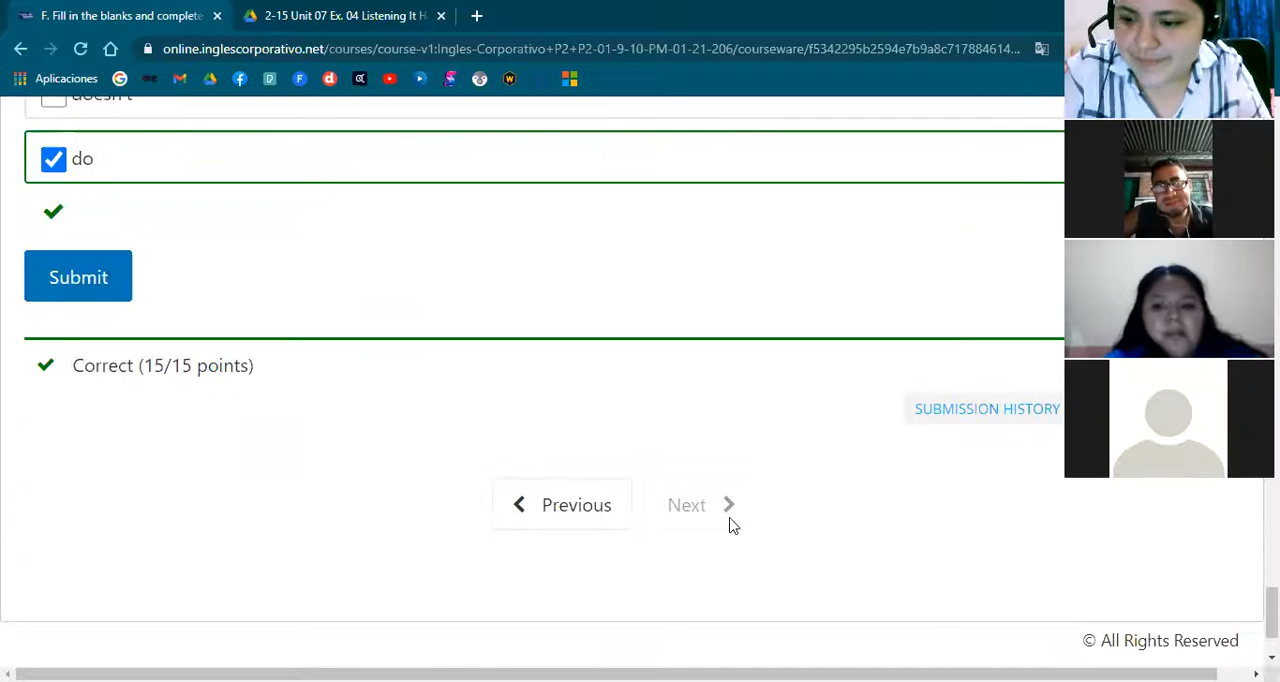 F. Fill in the blanks and complete
2-15 Unit 07 Ex. 04 Listening It H
online.inglescorporativo.net/courses/course-v1:Ingles-Corporativo+P2+P2-01-9-10-PM-01-21-206/courseware/f5342295b2594e7b9a8c717884614...
Aplicaciones
doesn't
do
Submit
Correct (15/15 points)
SUBMISSION HISTORY
Previous Next
© All Rights Reserved